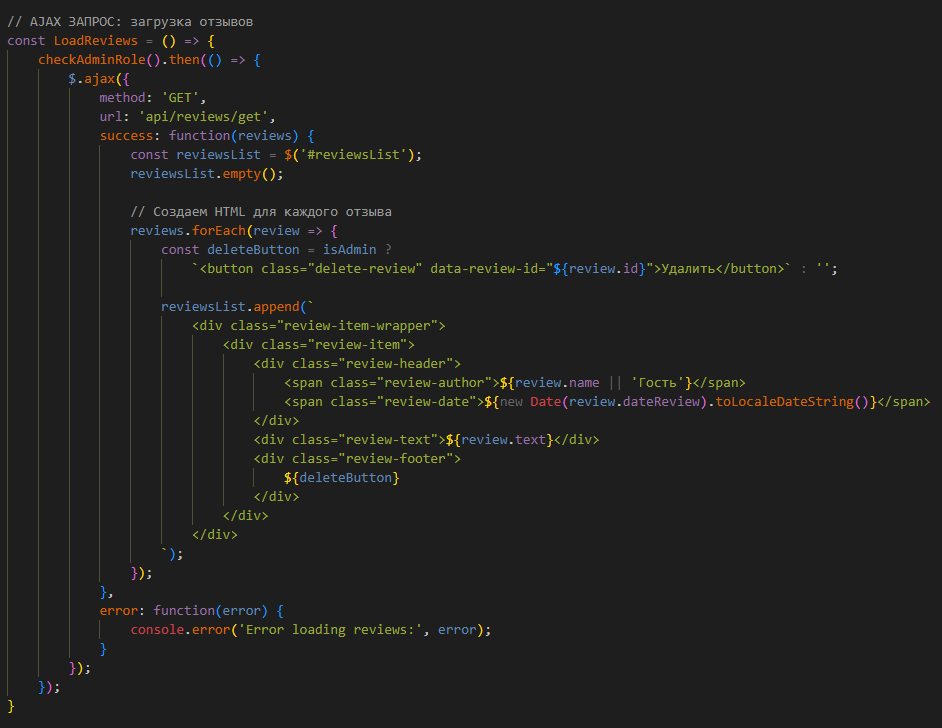 // AJAX ЗАПРОС: загрузка отзывов
const LoadReviews = () => {
    checkAdminRole().then(() => {
        $.ajax({
            method: 'GET',
            url: 'api/reviews/get',
            success: function(reviews) {
                const reviewsList = $('#reviewsList');
                reviewsList.empty();

                // Создаем HTML для каждого отзыва
                reviews.forEach(review => {
                    const deleteButton = isAdmin ?
                        `<button class="delete-review" data-review-id="${review.id}">Удалить</button>` : '';

                    reviewsList.append(`
                        <div class="review-item-wrapper">
                            <div class="review-item">
                                <div class="review-header">
                                    <span class="review-author">${review.name || 'Гость'}</span>
                                    <span class="review-date">${new Date(review.dateReview).toLocaleDateString()}</span>
                                </div>
                                <div class="review-text">${review.text}</div>
                                <div class="review-footer">
                                    ${deleteButton}
                                </div>
                            </div>
                        </div>
                    `);
                });
            },
            error: function(error) {
                console.error('Error loading reviews:', error);
            }
        });
    });
}